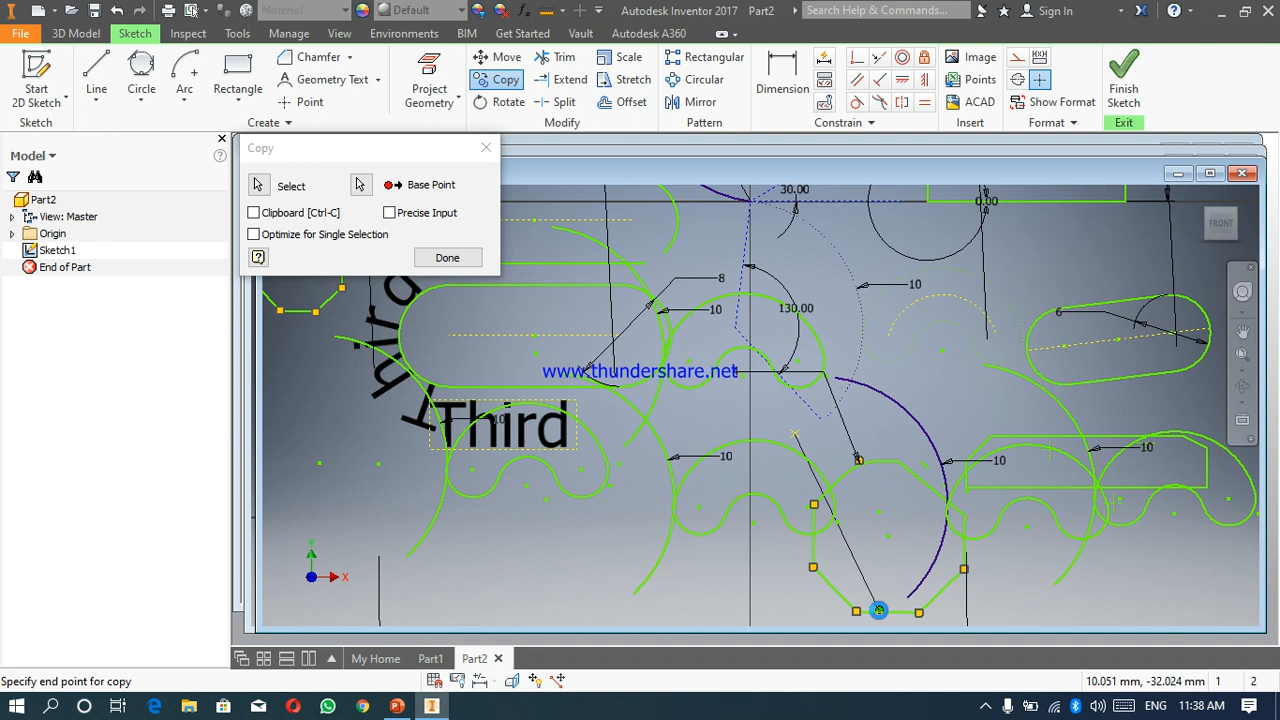 Material
Default
Autodesk Inventor 2017 Part2
Search Help & Commands...
Sign In
File
3D Model
Sketch
Inspect
Tools
Manage
View
Environments
BIM
Get Started
Vault
Autodesk A360
Start
2D Sketch
Line
Circle
Arc
Rectangle
Chamfer
Geometry Text
Point
Project
Geometry
Move
Copy
Rotate
Trim
Extend
Split
Scale
Stretch
Offset
Rectangular
Circular
Mirror
Dimension
Image
Points
ACAD
Show Format
Finish
Sketch
Sketch
Create
Modify
Pattern
Constrain
Insert
Format
Exit
Model
Part2
View: Master
Origin
Sketch1
End of Part
Copy
Select
Base Point
Clipboard [Ctrl-C]
Precise Input
Optimize for Single Selection
Done
30.00
0.00
FRONT
8
10
130.00
10
6
www.thundershare.net
Third
Third
10
10
10
10
Y
X
My Home
Part1
Part2
Specify end point for copy
10.051 mm, -32.024 mm
1
2
ENG
11:38 AM